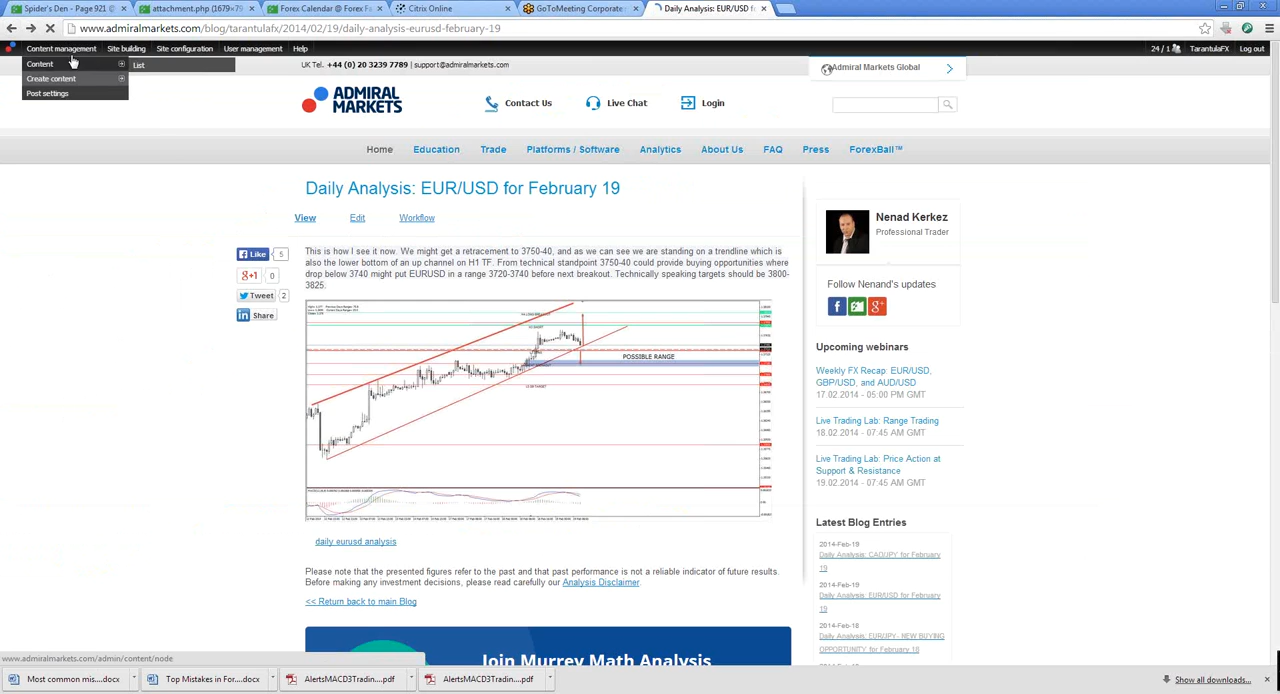 Spider's Den - Page 921 attachment.php (1679×79 Forex Calendar @ Forex Fa Citrix Online GoToMeeting Corporate Daily Analysis: EUR/USD f
www.admiralmarkets.com/blog/tarantulafx/2014/02/19/daily-analysis-eurusd-february-19
Content management Site building Site configuration User management Help 24 / 1 TarantulaFX Log out
Content List
Create content
Post settings
UK Tel. +44 (0) 20 3239 7789 | support@admiralmarkets.com
Admiral Markets Global
ADMIRAL MARKETS
Contact Us Live Chat Login
Home Education Trade Platforms / Software Analytics About Us FAQ Press ForexBall™
Daily Analysis: EUR/USD for February 19
View Edit Workflow
This is how I see it now. We might get a retracement to 3750-40, and as we can see we are standing on a trendline which is
also the lower bottom of an up channel on H1 TF. From technical standpoint 3750-40 could provide buying opportunities where
drop below 3740 might put EURUSD in a range 3720-3740 before next breakout. Technically speaking targets should be 3800-
3825.
Like 5
+1 0
Tweet 2
Share
POSSIBLE RANGE
daily eurusd analysis
Please note that the presented figures refer to the past and that past performance is not a reliable indicator of future results.
Before making any investment decisions, please read carefully our Analysis Disclaimer.
<< Return back to main Blog
Join Murrey Math Analysis
Nenad Kerkez
Professional Trader
Follow Nenand's updates
Upcoming webinars
Weekly FX Recap: EUR/USD,
GBP/USD, and AUD/USD
17.02.2014 - 05:00 PM GMT
Live Trading Lab: Range Trading
18.02.2014 - 07:45 AM GMT
Live Trading Lab: Price Action at
Support & Resistance
19.02.2014 - 07:45 AM GMT
Latest Blog Entries
2014-Feb-19
Daily Analysis: CAD/JPY for February
19
2014-Feb-19
Daily Analysis: EUR/USD for February
19
2014-Feb-18
Daily Analysis: EUR/JPY - NEW BUYING
OPPORTUNITY for February 18
www.admiralmarkets.com/admin/content/node
Most common mis....docx Top Mistakes in For....docx AlertsMACD3Tradin....pdf AlertsMACD3Tradin....pdf Show all downloads...